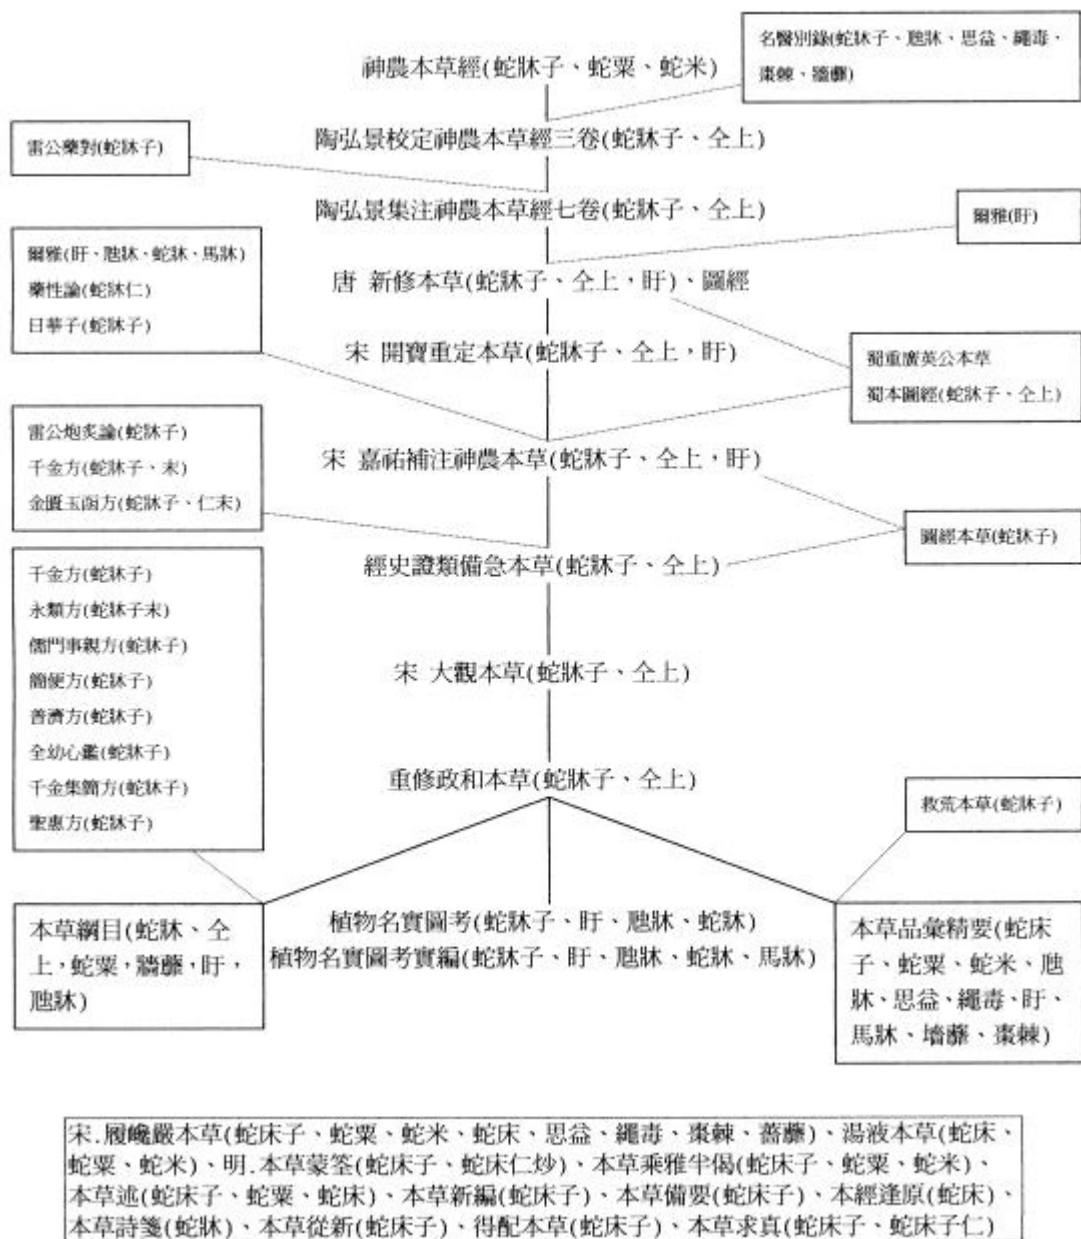 神農本草經(蛇牀子、蛇粟、蛇米)
名醫別錄(蛇牀子、虺牀、思益、繩毒、
棗棘、牆蘼)
陶弘景校定神農本草經三卷(蛇牀子、仝上)
雷公藥對(蛇牀子)
陶弘景集注神農本草經七卷(蛇牀子、仝上)
爾雅(盱)
唐 新修本草(蛇牀子、仝上，盱)、圖經
爾雅(盱、虺牀、蛇牀、馬牀)
藥性論(蛇牀仁)
日華子(蛇牀子)
宋 開寶重定本草(蛇牀子、仝上，盱)
蜀重廣英公本草
蜀本圖經(蛇牀子、仝上)
宋 嘉祐補注神農本草(蛇牀子、仝上，盱)
雷公炮炙論(蛇牀子)
千金方(蛇牀子、末)
金匱玉函方(蛇牀子、仁末)
圖經本草(蛇牀子)
經史證類備急本草(蛇牀子、仝上)
千金方(蛇牀子)
永類方(蛇牀子末)
儒門事親方(蛇牀子)
簡便方(蛇牀子)
普濟方(蛇牀子)
全幼心鑑(蛇牀子)
千金集簡方(蛇牀子)
聖惠方(蛇牀子)
宋 大觀本草(蛇牀子、仝上)
重修政和本草(蛇牀子、仝上)
救荒本草(蛇牀子)
本草綱目(蛇牀、仝
上，蛇粟，牆蘼，盱，
虺牀)
植物名實圖考(蛇牀子、盱、虺牀、蛇牀)
植物名實圖考實編(蛇牀子、盱、虺牀、蛇牀、馬牀)
本草品彙精要(蛇床
子、蛇粟、蛇米、虺
牀、思益、繩毒、盱、
馬牀、墻蘼、棗棘)
宋.履巉嚴本草(蛇床子、蛇粟、蛇米、蛇床、思益、繩毒、棗棘、薔蘼)、湯液本草(蛇床、
蛇粟、蛇米)、明.本草蒙筌(蛇床子、蛇床仁炒)、本草乘雅半偈(蛇床子、蛇粟、蛇米)、
本草述(蛇床子、蛇粟、蛇床)、本草新編(蛇床子)、本草備要(蛇床子)、本經逢原(蛇床)、
本草詩箋(蛇牀)、本草從新(蛇床子)、得配本草(蛇床子)、本草求真(蛇床子、蛇床子仁)